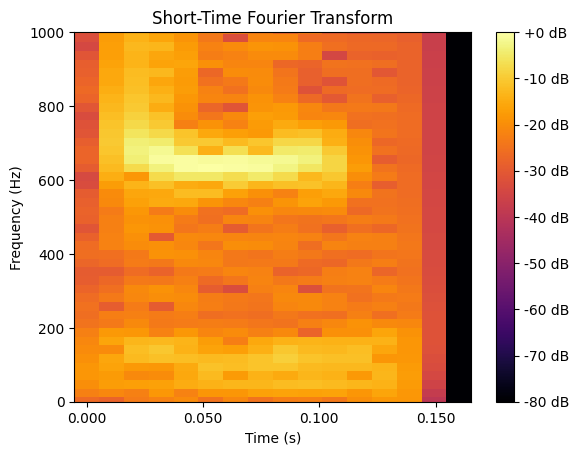 Short-Time Fourier Transform
Frequency (Hz)
1000
800
600
400
200
0
0.000
0.050
0.100
0.150
Time (s)
+0 dB
-10 dB
-20 dB
-30 dB
-40 dB
-50 dB
-60 dB
-70 dB
-80 dB